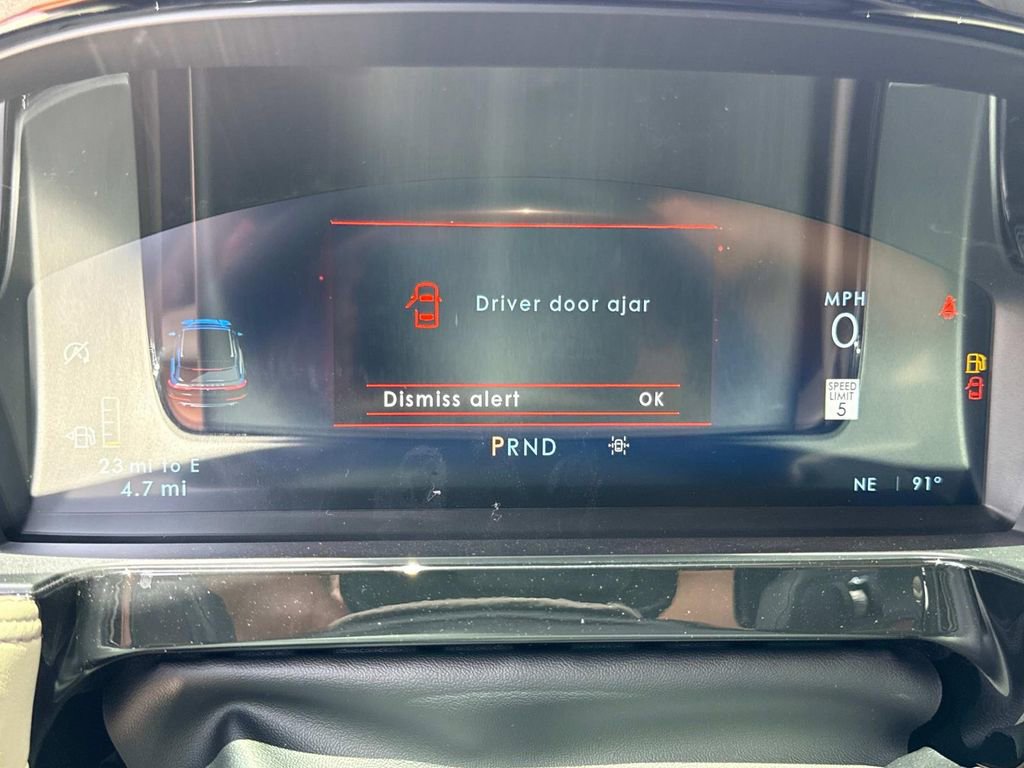 Driver door ajar
MPH
0
SPEED
LIMIT
5
Dismiss alert OK
PRND
23 mi to E
4.7 mi
NE | 91°